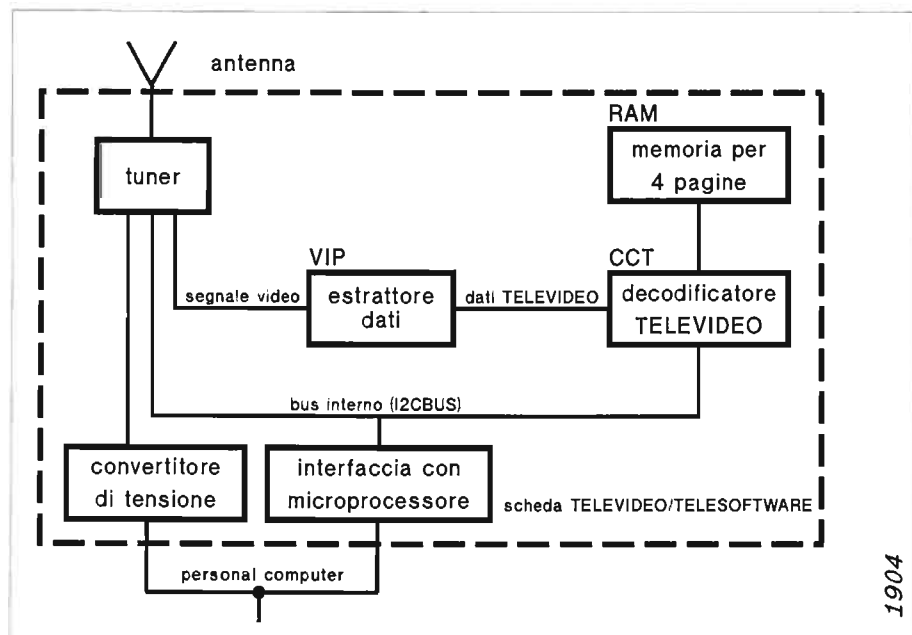 antenna
RAM
tuner
memoria per
4 pagine
VIP
CCT
segnale video
estrattore
dati
dati TELEVIDEO
decodificatore
TELEVIDEO
bus interno (I2CBUS)
convertitore
di tensione
interfaccia con
microprocessore
scheda TELEVIDEO/TELESOFTWARE
personal computer
1904